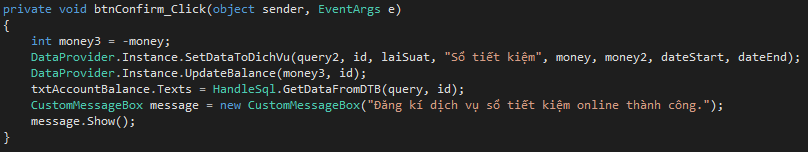 private void btnConfirm_Click(object sender, EventArgs e)
{
int money3 = -money;
DataProvider.Instance.SetDataToDichVu(query2, id, laiSuat, "Sổ tiết kiệm", money, money2, dateStart, dateEnd);
DataProvider.Instance.UpdateBalance(money3, id);
txtAccountBalance.Texts = HandleSql.GetDataFromDTB(query, id);
CustomMessageBox message = new CustomMessageBox("Đăng kí dịch vụ sổ tiết kiệm online thành công.");
message.Show();
}